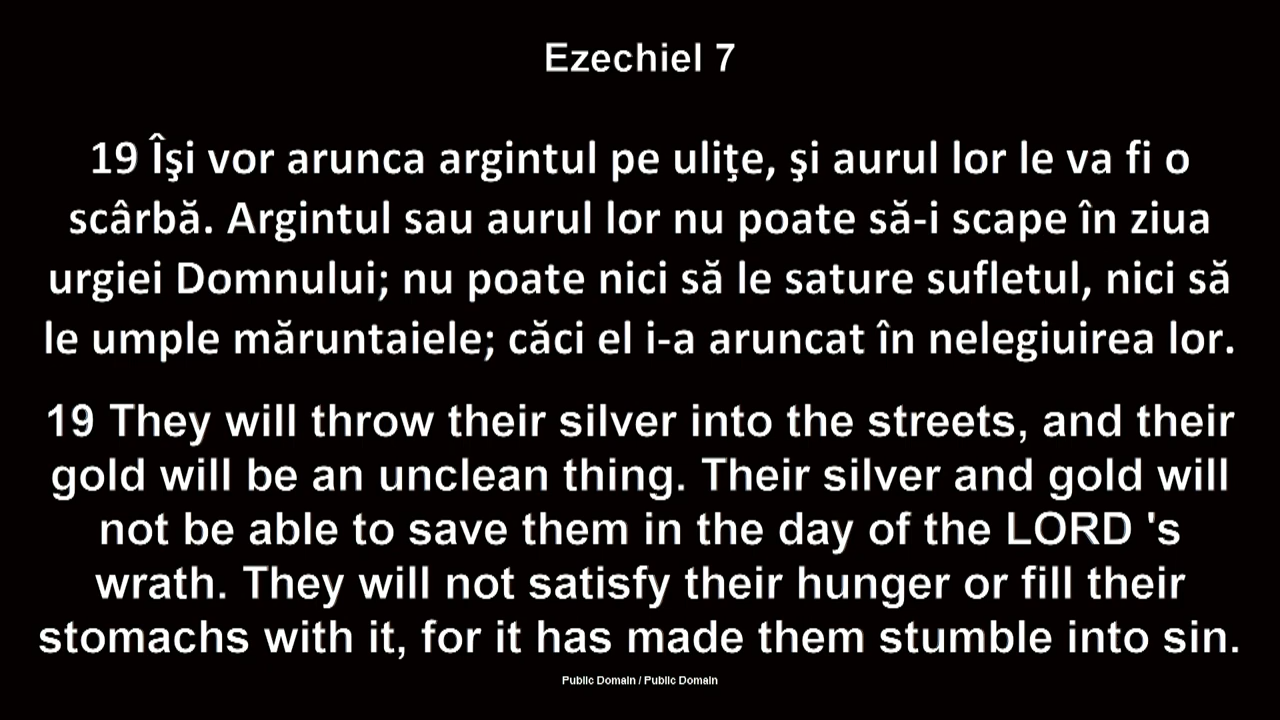 Ezechiel 7
19 Îşi vor arunca argintul pe uliţe, şi aurul lor le va fi o
scârbă. Argintul sau aurul lor nu poate să-i scape în ziua
urgiei Domnului; nu poate nici să le sature sufletul, nici să
le umple măruntaiele; căci el i-a aruncat în nelegiuirea lor.
19 They will throw their silver into the streets, and their
gold will be an unclean thing. Their silver and gold will
not be able to save them in the day of the LORD 's
wrath. They will not satisfy their hunger or fill their
stomachs with it, for it has made them stumble into sin.
Public Domain / Public Domain